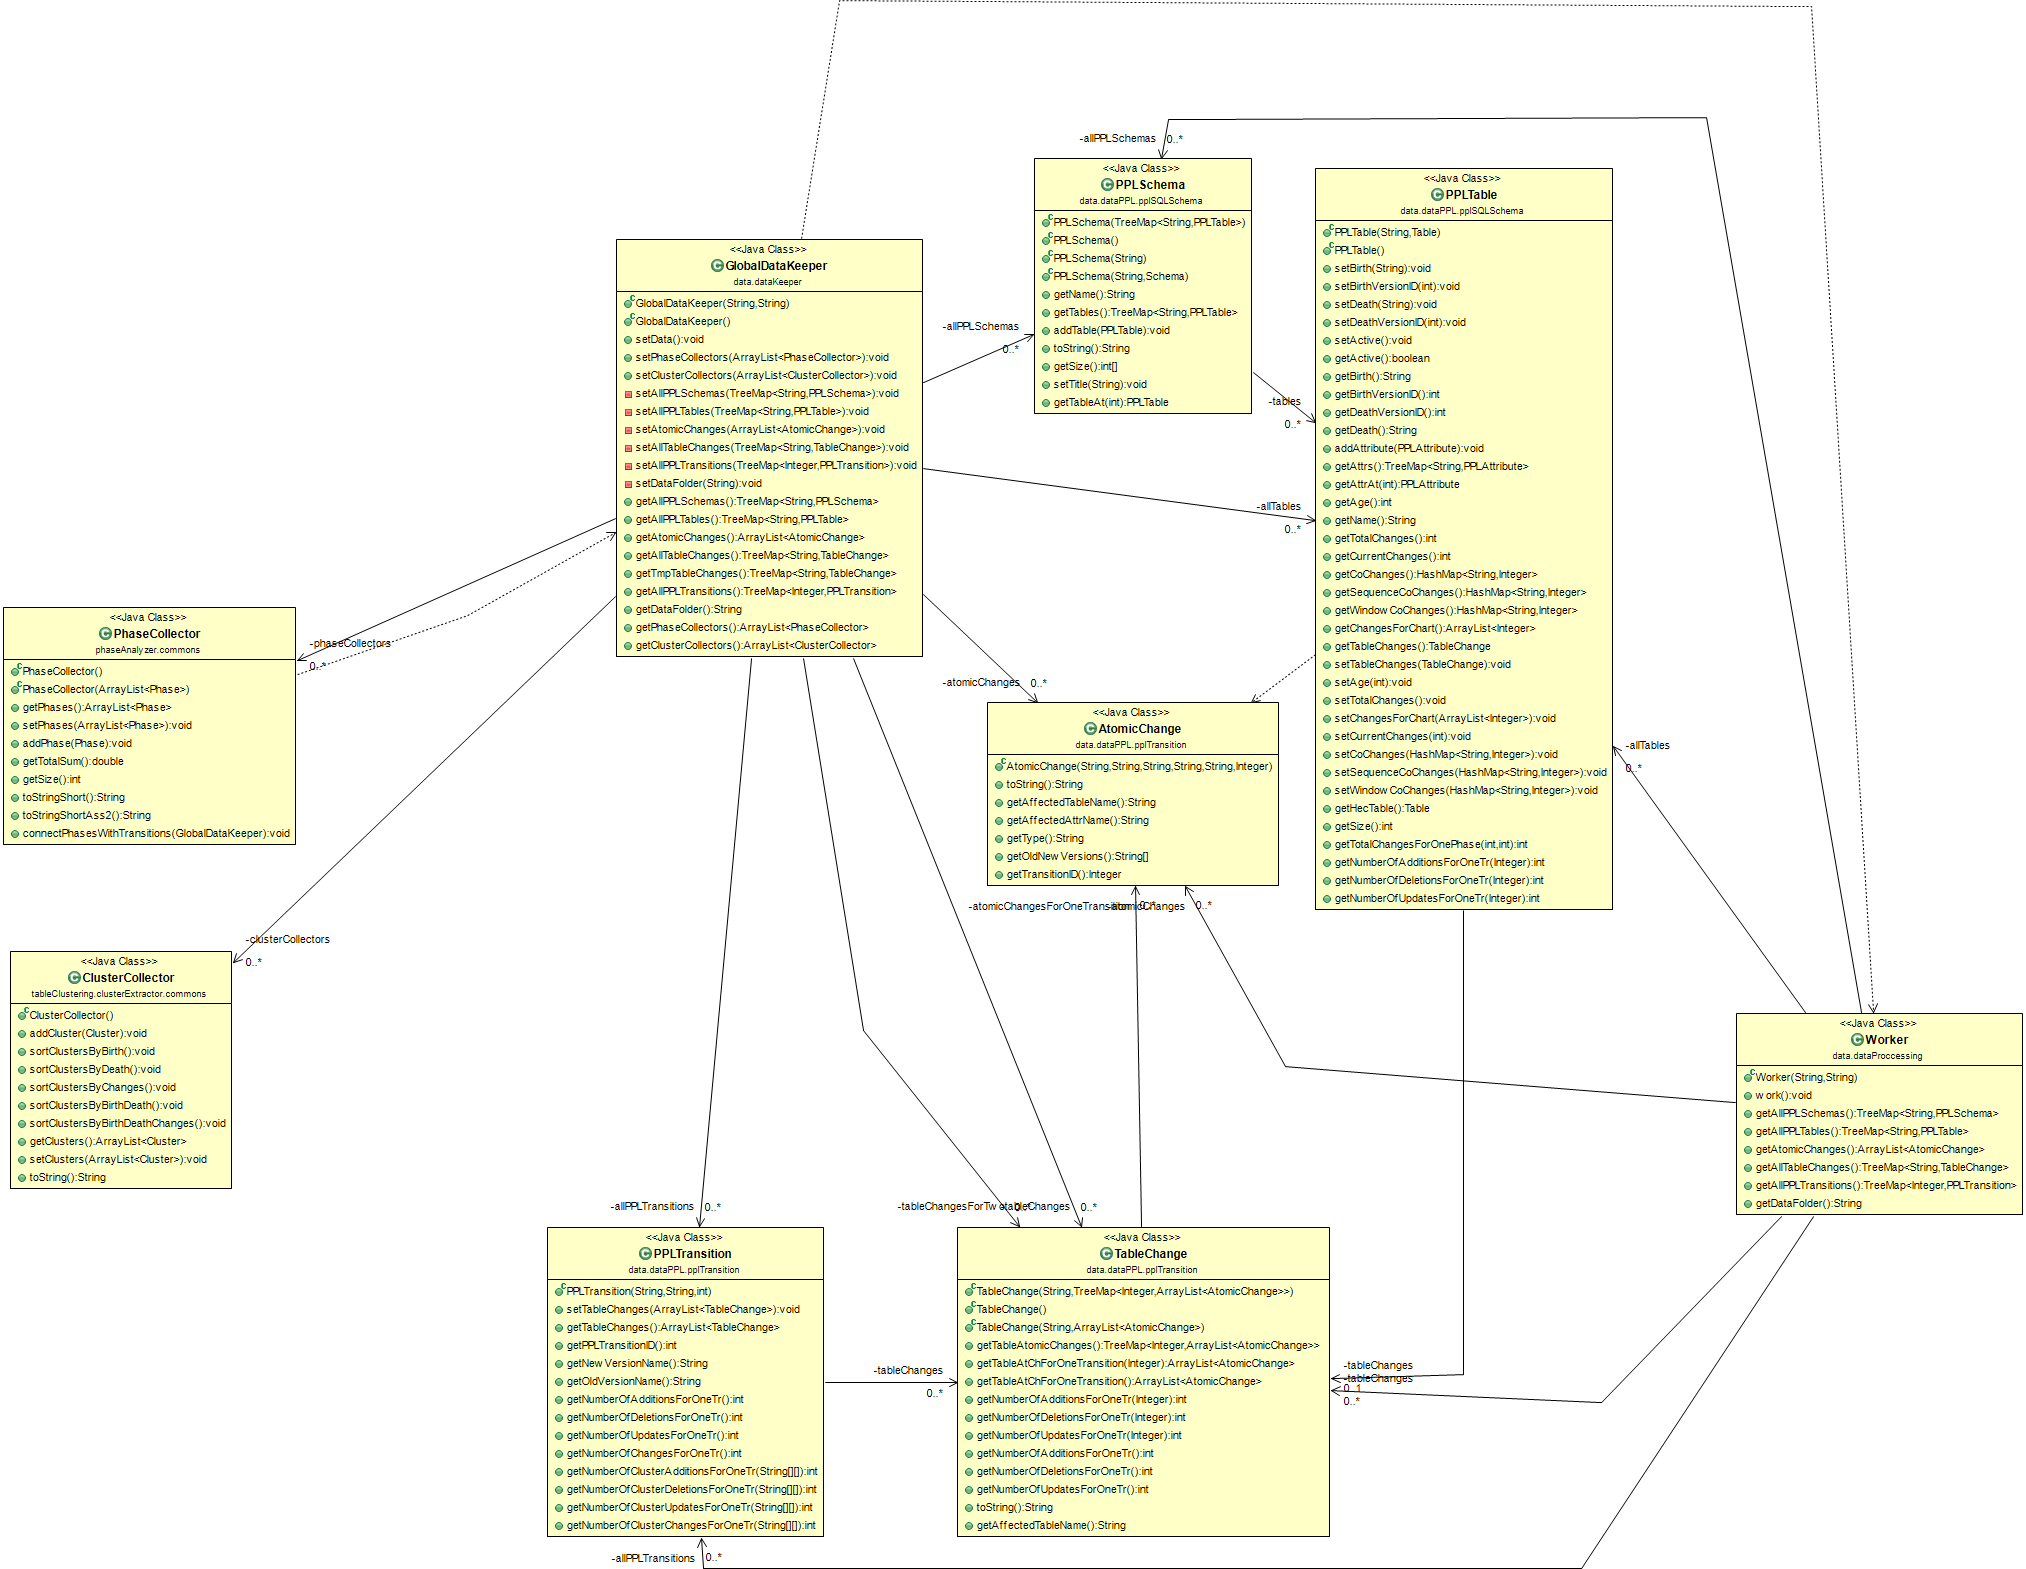 -allPPLSchemas 0..*
<<Java Class>>
PPLSchema
data.dataPPL.pplSQLSchema
PPLSchema(TreeMap<String,PPLTable>)
PPLSchema()
PPLSchema(String)
PPLSchema(String,Schema)
getName():String
getTables():TreeMap<String,PPLTable>
addTable(PPLTable):void
toString():String
getSize():int[]
setTitle(String):void
getTableAt(int):PPLTable
<<Java Class>>
PPLTable
data.dataPPL.pplSQLSchema
PPLTable(String,Table)
PPLTable()
setBirth(String):void
setBirthVersionID(int):void
setDeath(String):void
setDeathVersionID(int):void
setActive():void
getActive():boolean
getBirth():String
getBirthVersionID():int
getDeathVersionID():int
getDeath():String
addAttribute(PPLAttribute):void
getAttrs():TreeMap<String,PPLAttribute>
getAttrAt(int):PPLAttribute
getAge():int
getName():String
getTotalChanges():int
getCurrentChanges():int
getCoChanges():HashMap<String,Integer>
getSequenceCoChanges():HashMap<String,Integer>
getWindowCoChanges():HashMap<String,Integer>
getChangesForChart():ArrayList<Integer>
getTableChanges():TableChange
setTableChanges(TableChange):void
setAge(int):void
setTotalChanges():void
setChangesForChart(ArrayList<Integer>):void
setCurrentChanges(int):void
setCoChanges(HashMap<String,Integer>):void
setSequenceCoChanges(HashMap<String,Integer>):void
setWindowCoChanges(HashMap<String,Integer>):void
getHecTable():Table
getSize():int
getTotalChangesForOnePhase(int,int):int
getNumberOfAdditionsForOneTr(Integer):int
getNumberOfDeletionsForOneTr(Integer):int
getNumberOfUpdatesForOneTr(Integer):int
<<Java Class>>
GlobalDataKeeper
data.dataKeeper
GlobalDataKeeper(String,String)
GlobalDataKeeper()
setData():void
setPhaseCollectors(ArrayList<PhaseCollector>):void
setClusterCollectors(ArrayList<ClusterCollector>):void
setAllPPLSchemas(TreeMap<String,PPLSchema>):void
setAllPPLTables(TreeMap<String,PPLTable>):void
setAtomicChanges(ArrayList<AtomicChange>):void
setAllTableChanges(TreeMap<String,TableChange>):void
setAllPPLTransitions(TreeMap<Integer,PPLTransition>):void
setDataFolder(String):void
getAllPPLSchemas():TreeMap<String,PPLSchema>
getAllPPLTables():TreeMap<String,PPLTable>
getAtomicChanges():ArrayList<AtomicChange>
getAllTableChanges():TreeMap<String,TableChange>
getTmpTableChanges():TreeMap<String,TableChange>
getAllPPLTransitions():TreeMap<Integer,PPLTransition>
getDataFolder():String
getPhaseCollectors():ArrayList<PhaseCollector>
getClusterCollectors():ArrayList<ClusterCollector>
-allPPLSchemas
0..*
-tables
0..*
-allTables
0..*
-phaseCollectors
0..*
-atomicChanges 0..*
-allTables
0..*
<<Java Class>>
PhaseCollector
phaseAnalyzer.commons
PhaseCollector()
PhaseCollector(ArrayList<Phase>)
getPhases():ArrayList<Phase>
setPhases(ArrayList<Phase>):void
addPhase(Phase):void
getTotalSum():double
getSize():int
toStringShort():String
toStringShortAss2():String
connectPhasesWithTransitions(GlobalDataKeeper):void
<<Java Class>>
AtomicChange
data.dataPPL.pplTransition
AtomicChange(String,String,String,String,String,Integer)
toString():String
getAffectedTableName():String
getAffectedAttrName():String
getType():String
getOldNewVersions():String[]
getTransitionID():Integer
-atomicChangesForOneTransition 0..*
-atomicChanges 0..*
-clusterCollectors
0..*
<<Java Class>>
ClusterCollector
tableClustering.clusterExtractor.commons
ClusterCollector()
addCluster(Cluster):void
sortClustersByBirth():void
sortClustersByDeath():void
sortClustersByChanges():void
sortClustersByBirthDeath():void
sortClustersByBirthDeathChanges():void
getClusters():ArrayList<Cluster>
setClusters(ArrayList<Cluster>):void
toString():String
<<Java Class>>
Worker
data.dataProccessing
Worker(String,String)
work():void
getAllPPLSchemas():TreeMap<String,PPLSchema>
getAllPPLTables():TreeMap<String,PPLTable>
getAtomicChanges():ArrayList<AtomicChange>
getAllTableChanges():TreeMap<String,TableChange>
getAllPPLTransitions():TreeMap<Integer,PPLTransition>
getDataFolder():String
-allPPLTransitions 0..*
-tableChangesForTwo 0..*
-tableChanges 0..*
<<Java Class>>
PPLTransition
data.dataPPL.pplTransition
PPLTransition(String,String,int)
setTableChanges(ArrayList<TableChange>):void
getTableChanges():ArrayList<TableChange>
getPPLTransitionID():int
getNewVersionName():String
getOldVersionName():String
getNumberOfAdditionsForOneTr():int
getNumberOfDeletionsForOneTr():int
getNumberOfUpdatesForOneTr():int
getNumberOfChangesForOneTr():int
getNumberOfClusterAdditionsForOneTr(String[][]):int
getNumberOfClusterDeletionsForOneTr(String[][]):int
getNumberOfClusterUpdatesForOneTr(String[][]):int
getNumberOfClusterChangesForOneTr(String[][]):int
-tableChanges
0..*
<<Java Class>>
TableChange
data.dataPPL.pplTransition
TableChange(String,TreeMap<Integer,ArrayList<AtomicChange>>)
TableChange()
TableChange(String,ArrayList<AtomicChange>)
getTableAtomicChanges():TreeMap<Integer,ArrayList<AtomicChange>>
getTableAtChForOneTransition(Integer):ArrayList<AtomicChange>
getTableAtChForOneTransition():ArrayList<AtomicChange>
getNumberOfAdditionsForOneTr(Integer):int
getNumberOfDeletionsForOneTr(Integer):int
getNumberOfUpdatesForOneTr(Integer):int
getNumberOfAdditionsForOneTr():int
getNumberOfDeletionsForOneTr():int
getNumberOfUpdatesForOneTr():int
toString():String
getAffectedTableName():String
-tableChanges
-tableChanges
0..1
0..*
-allPPLTransitions 0..*